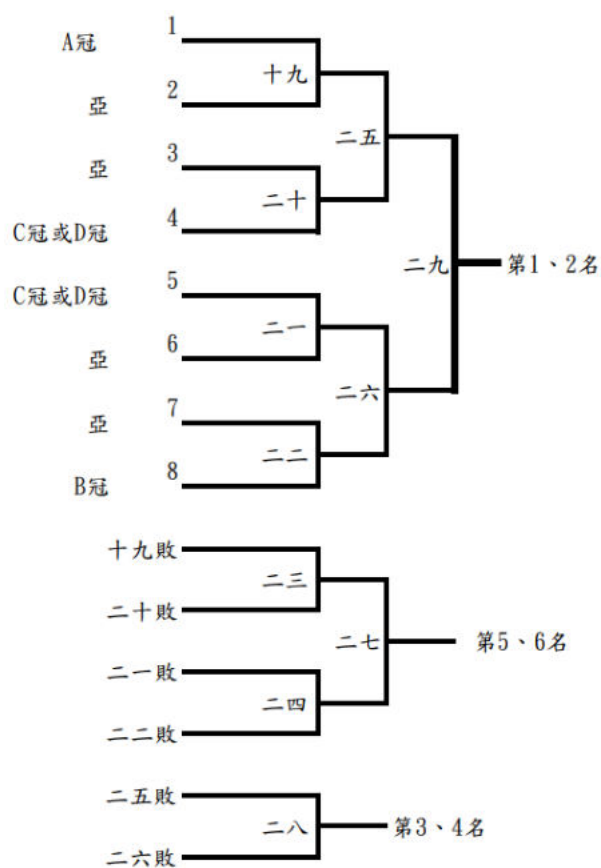 1
A冠
十九
2
亞
二五
3
亞
二十
4
C冠或D冠
二九
第1、2名
5
C冠或D冠
二一
6
亞
二六
7
亞
二二
8
B冠
十九敗
二三
二十敗
二七
第5、6名
二一敗
二四
二二敗
二五敗
二八
第3、4名
二六敗